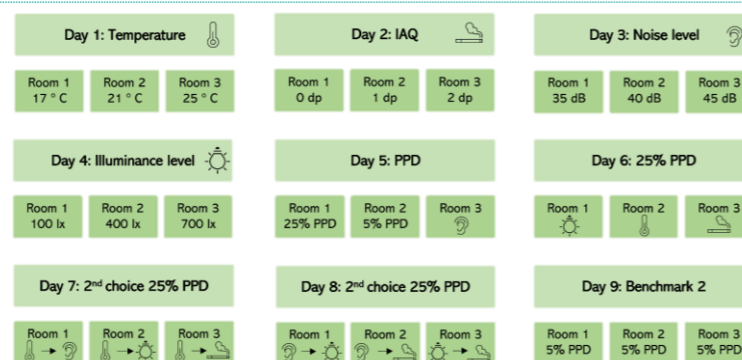 Day 1: Temperature
Room 1
17 ° C
Room 2
21 ° C
Room 3
25 ° C
Day 2: IAQ
Room 1
0 dp
Room 2
1 dp
Room 3
2 dp
Day 3: Noise level
Room 1
35 dB
Room 2
40 dB
Room 3
45 dB
Day 4: Illuminance level
Room 1
100 lx
Room 2
400 lx
Room 3
700 lx
Day 5: PPD
Room 1
25% PPD
Room 2
5% PPD
Room 3
Day 6: 25% PPD
Room 1
Room 2
Room 3
Day 7: 2nd choice 25% PPD
Room 1
Room 2
Room 3
Day 8: 2nd choice 25% PPD
Room 1
Room 2
Room 3
Day 9: Benchmark 2
Room 1
5% PPD
Room 2
5% PPD
Room 3
5% PPD